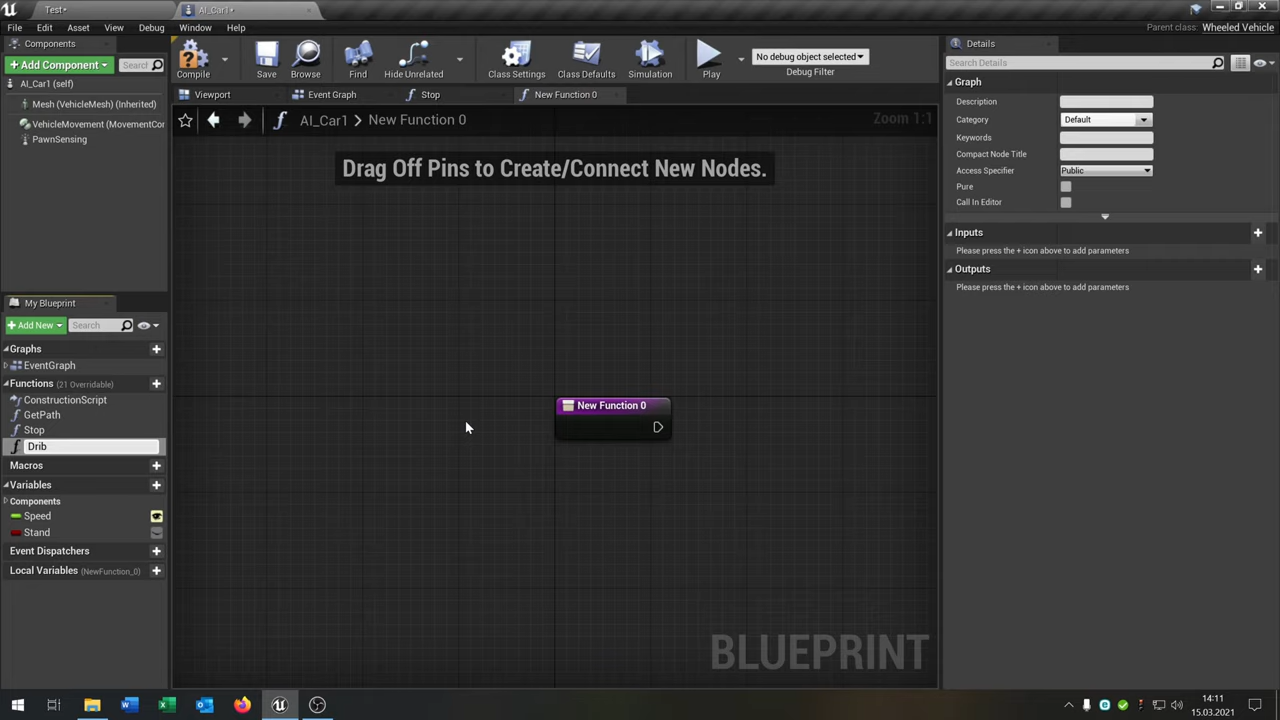 Test*
AI_Car1*
File Edit Asset View Debug Window Help
Parent class: Wheeled Vehicle
Components
+ Add Component
Search
AI_Car1 (self)
Mesh (VehicleMesh) (Inherited)
VehicleMovement (MovementCor
PawnSensing
Compile
Save
Browse
Find
Hide Unrelated
Class Settings
Class Defaults
Simulation
Play
No debug object selected
Debug Filter
Viewport
Event Graph
Stop
New Function 0
AI_Car1 > New Function 0
Zoom 1:1
Drag Off Pins to Create/Connect New Nodes.
New Function 0
BLUEPRINT
My Blueprint
+ Add New
Search
Graphs
EventGraph
Functions (21 Overridable)
ConstructionScript
GetPath
Stop
Drib
Macros
Variables
Components
Speed
Stand
Event Dispatchers
Local Variables (NewFunction_0)
Details
Search Details
Graph
Description
Category Default
Keywords
Compact Node Title
Access Specifier Public
Pure
Call In Editor
Inputs
Please press the + icon above to add parameters
Outputs
Please press the + icon above to add parameters
14:11
15.03.2021